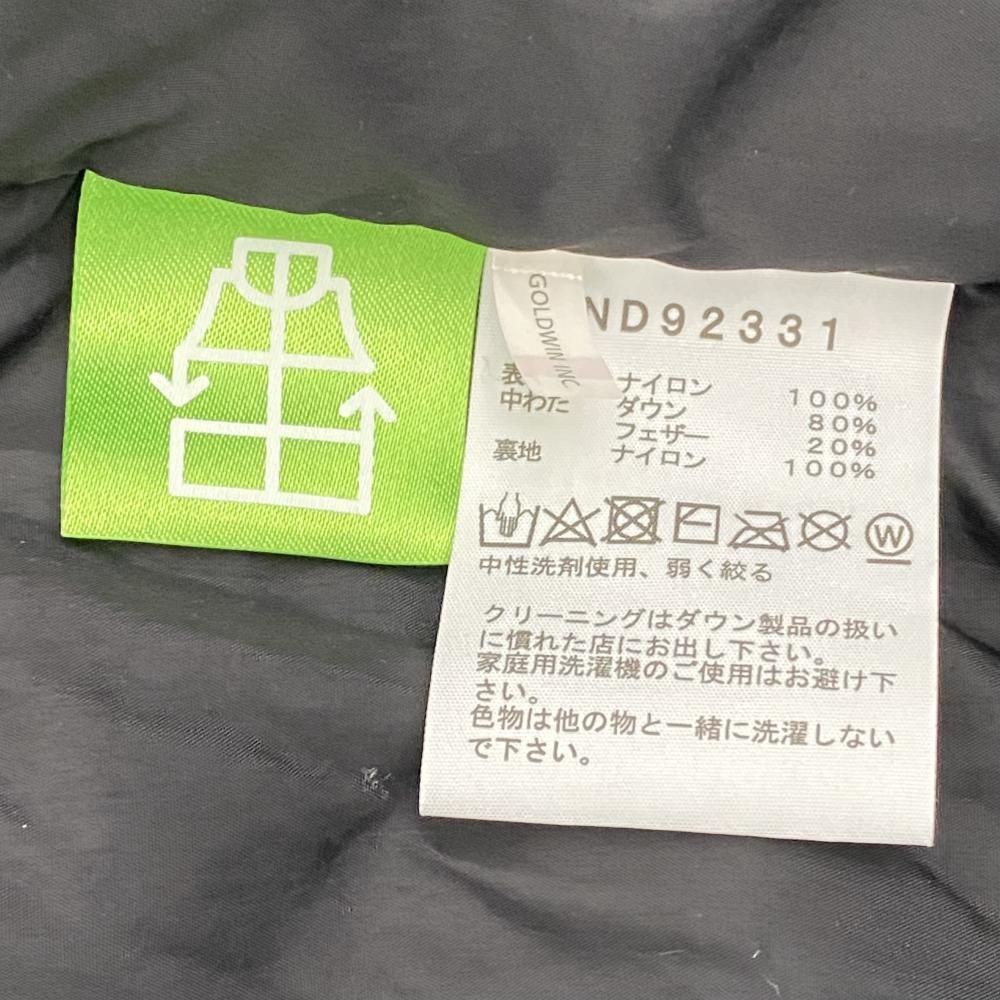 GOLDWIN INC
ND92331
表 ナイロン 100%
中わた ダウン 80%
フェザー 20%
裏地 ナイロン 100%
W
中性洗剤使用、弱く絞る
クリーニングはダウン製品の扱い
に慣れた店にお出し下さい。
家庭用洗濯機のご使用はお避け下
さい。
色物は他の物と一緒に洗濯しない
で下さい。